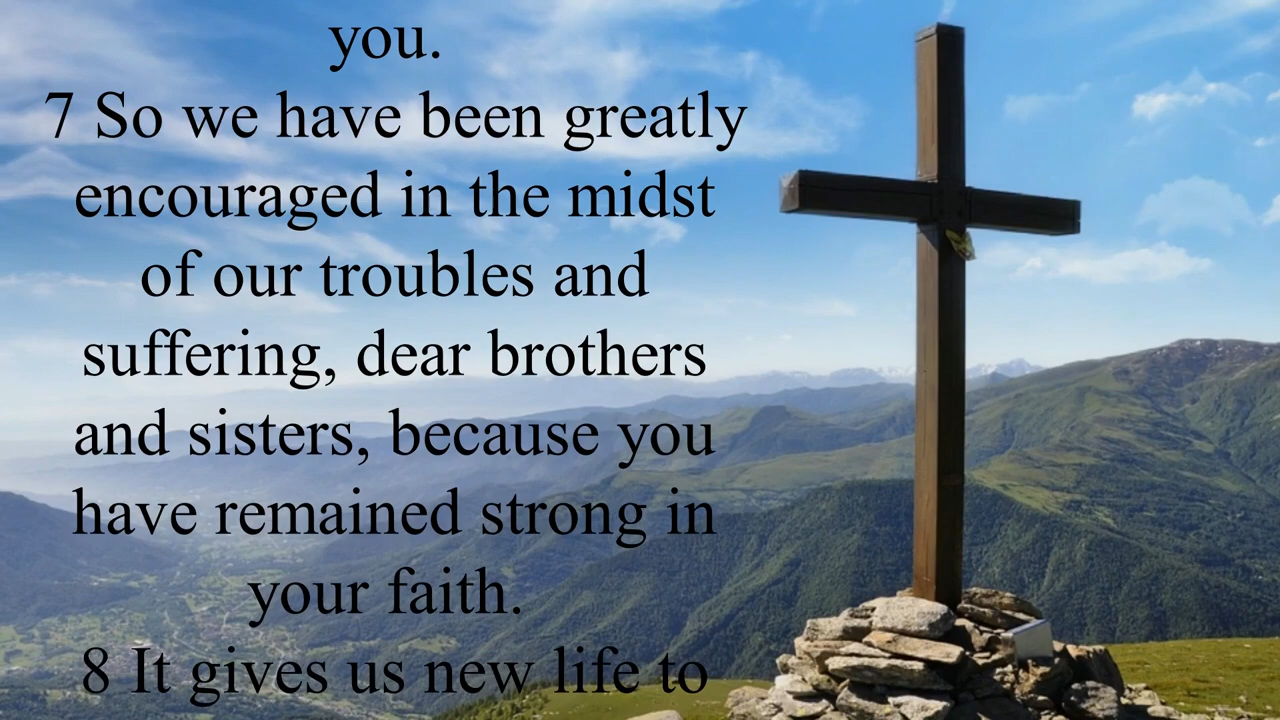 you.
7 So we have been greatly
encouraged in the midst
of our troubles and
suffering, dear brothers
and sisters, because you
have remained strong in
your faith.
8 It gives us new life to